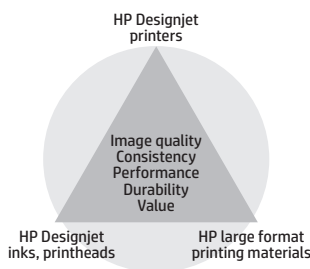 HP Designjet
printers
Image quality
Consistency
Performance
Durability
Value
HP Designjet
inks, printheads
HP large format
printing materials